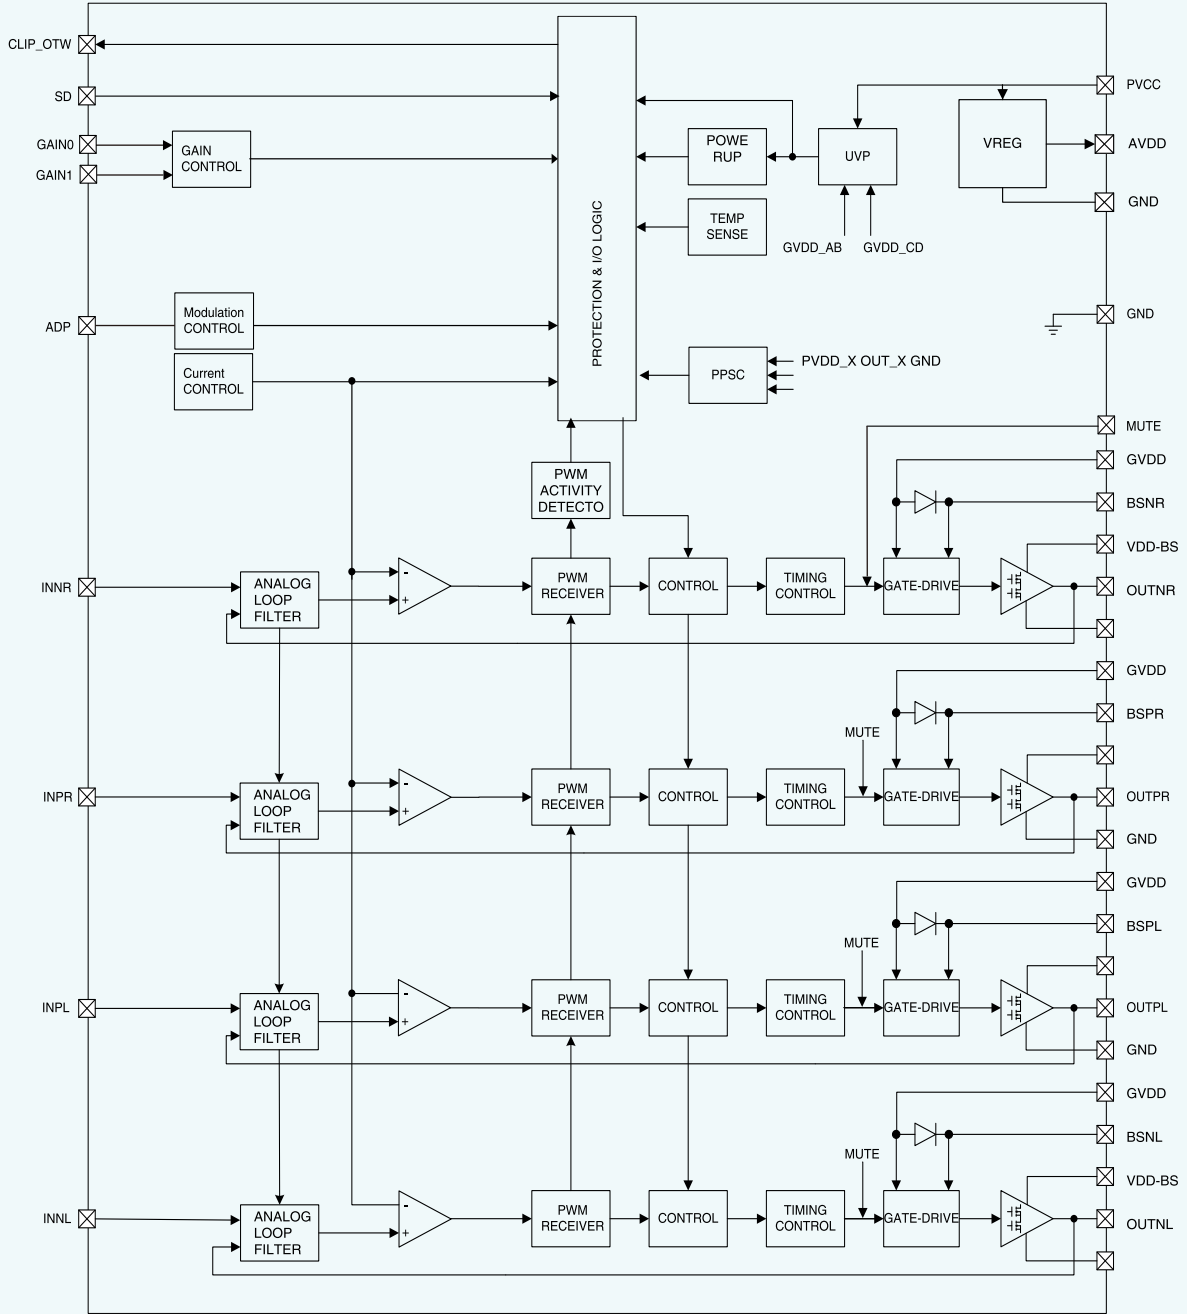 CLIP_OTW
SD
GAIN0
GAIN1
GAIN
CONTROL
PROTECTION & I/O LOGIC
POWE
RUP
UVP
VREG
PVCC
AVDD
GND
TEMP
SENSE
GVDD_AB
GVDD_CD
ADP
Modulation
CONTROL
Current
CONTROL
PPSC
PVDD_X OUT_X GND
GND
MUTE
GVDD
BSNR
VDD-BS
OUTNR
PWM
ACTIVITY
DETECTO
INNR
ANALOG
LOOP
FILTER
-
+
PWM
RECEIVER
CONTROL
TIMING
CONTROL
GATE-DRIVE
GVDD
BSPR
MUTE
INPR
ANALOG
LOOP
FILTER
-
+
PWM
RECEIVER
CONTROL
TIMING
CONTROL
GATE-DRIVE
OUTPR
GND
GVDD
BSPL
MUTE
INPL
ANALOG
LOOP
FILTER
-
+
PWM
RECEIVER
CONTROL
TIMING
CONTROL
GATE-DRIVE
OUTPL
GND
GVDD
BSNL
MUTE
VDD-BS
INNL
ANALOG
LOOP
FILTER
-
+
PWM
RECEIVER
CONTROL
TIMING
CONTROL
GATE-DRIVE
OUTNL